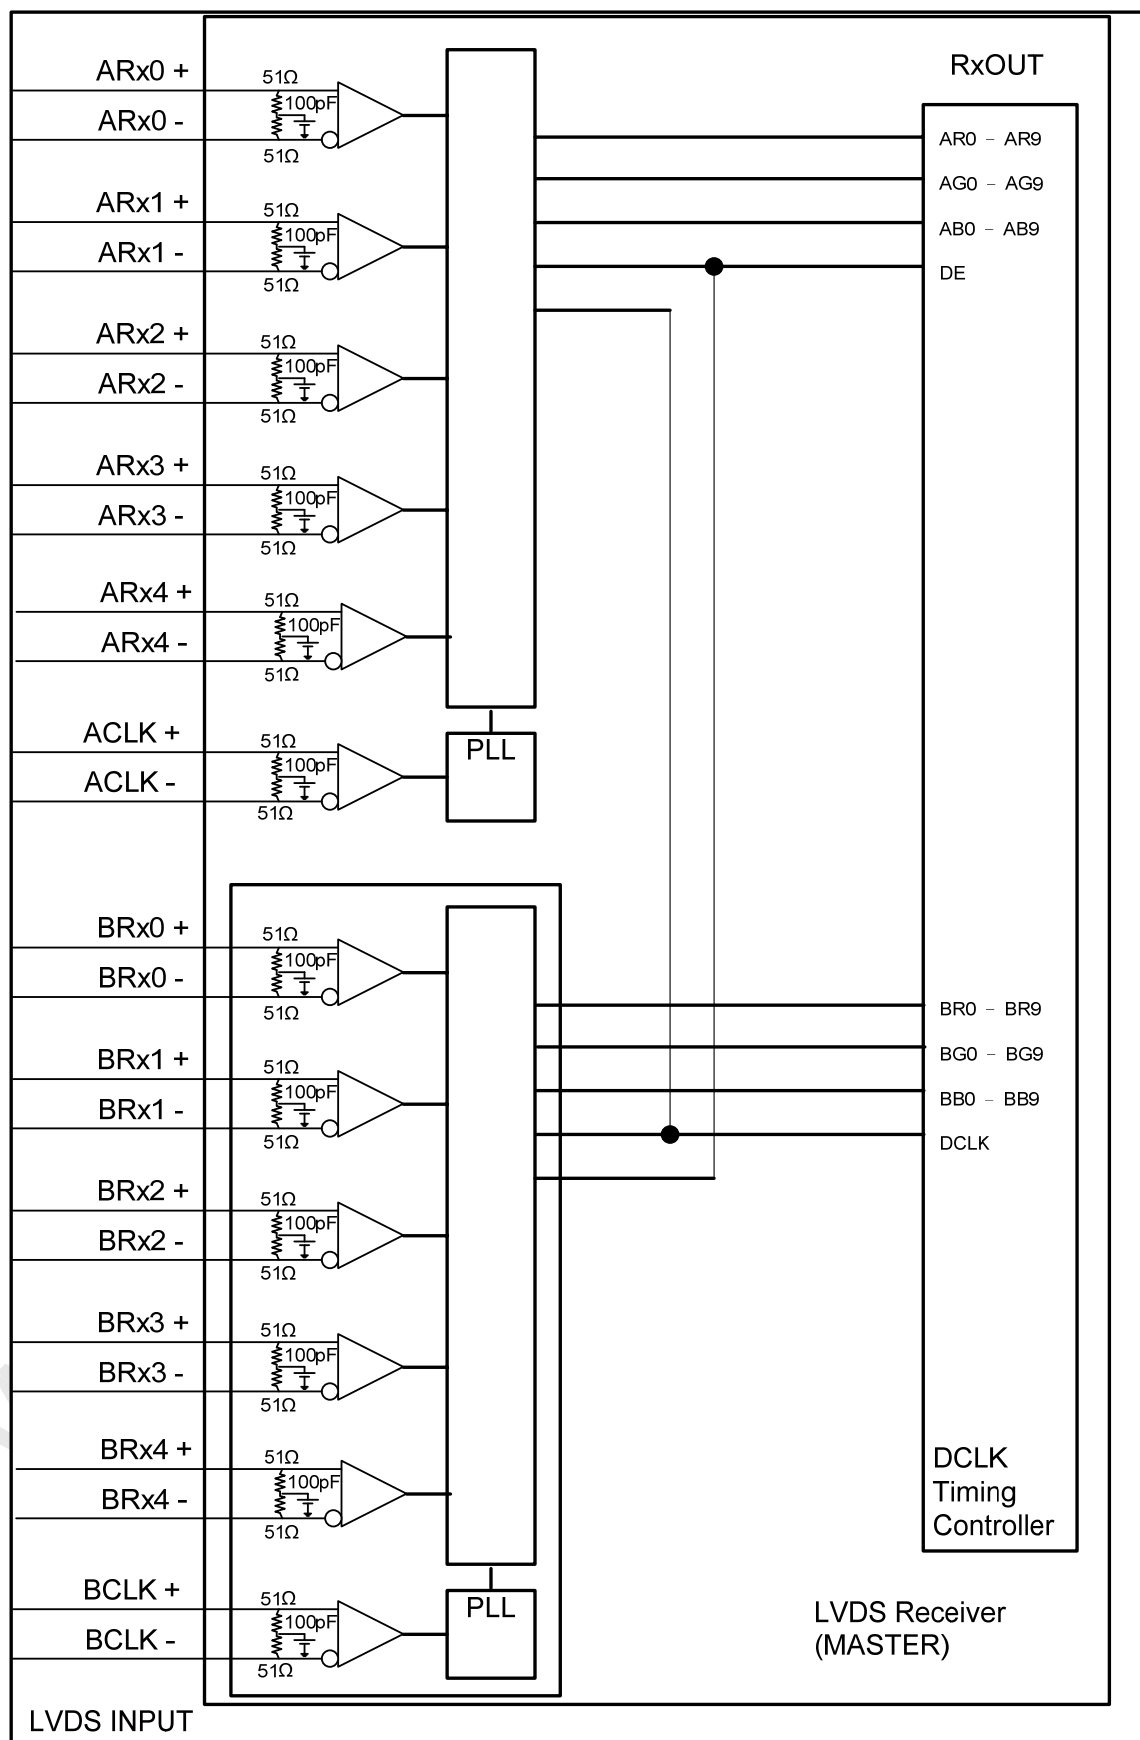 RxOUT
ARx0 +
51Ω
100pF
ARx0 -
51Ω
AR0 – AR9
AG0 – AG9
ARx1 +
51Ω
100pF
AB0 – AB9
ARx1 -
51Ω
DE
ARx2 +
51Ω
100pF
ARx2 -
51Ω
ARx3 +
51Ω
100pF
ARx3 -
51Ω
ARx4 +
51Ω
100pF
ARx4 -
51Ω
ACLK +
51Ω
100pF
PLL
ACLK -
51Ω
BRx0 +
51Ω
100pF
BRx0 -
51Ω
BR0 – BR9
BG0 – BG9
BRx1 +
51Ω
100pF
BB0 – BB9
BRx1 -
51Ω
DCLK
BRx2 +
51Ω
100pF
BRx2 -
51Ω
BRx3 +
51Ω
100pF
BRx3 -
51Ω
BRx4 +
51Ω
100pF
BRx4 -
51Ω
DCLK
Timing
Controller
BCLK +
51Ω
100pF
PLL
BCLK -
51Ω
LVDS Receiver
(MASTER)
LVDS INPUT